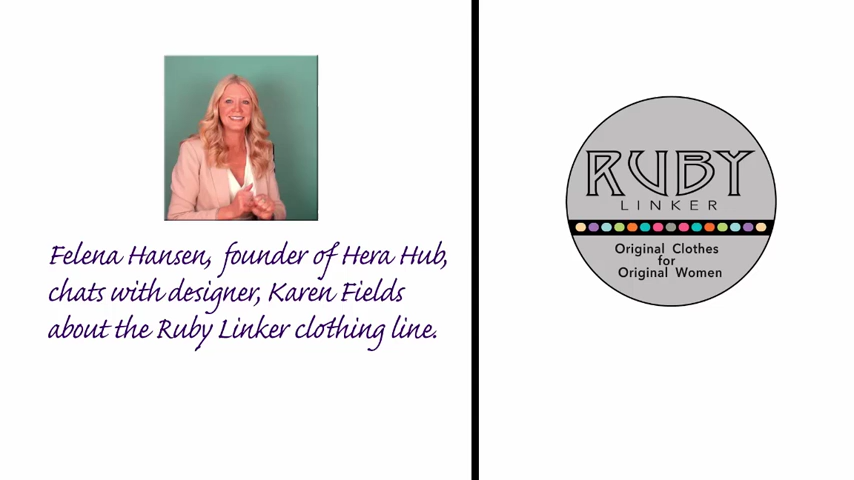 Felena Hansen, founder of Hera Hub,
chats with designer, Karen Fields
about the Ruby Linker clothing line.
RUBY
LINKER
Original Clothes
for
Original Women